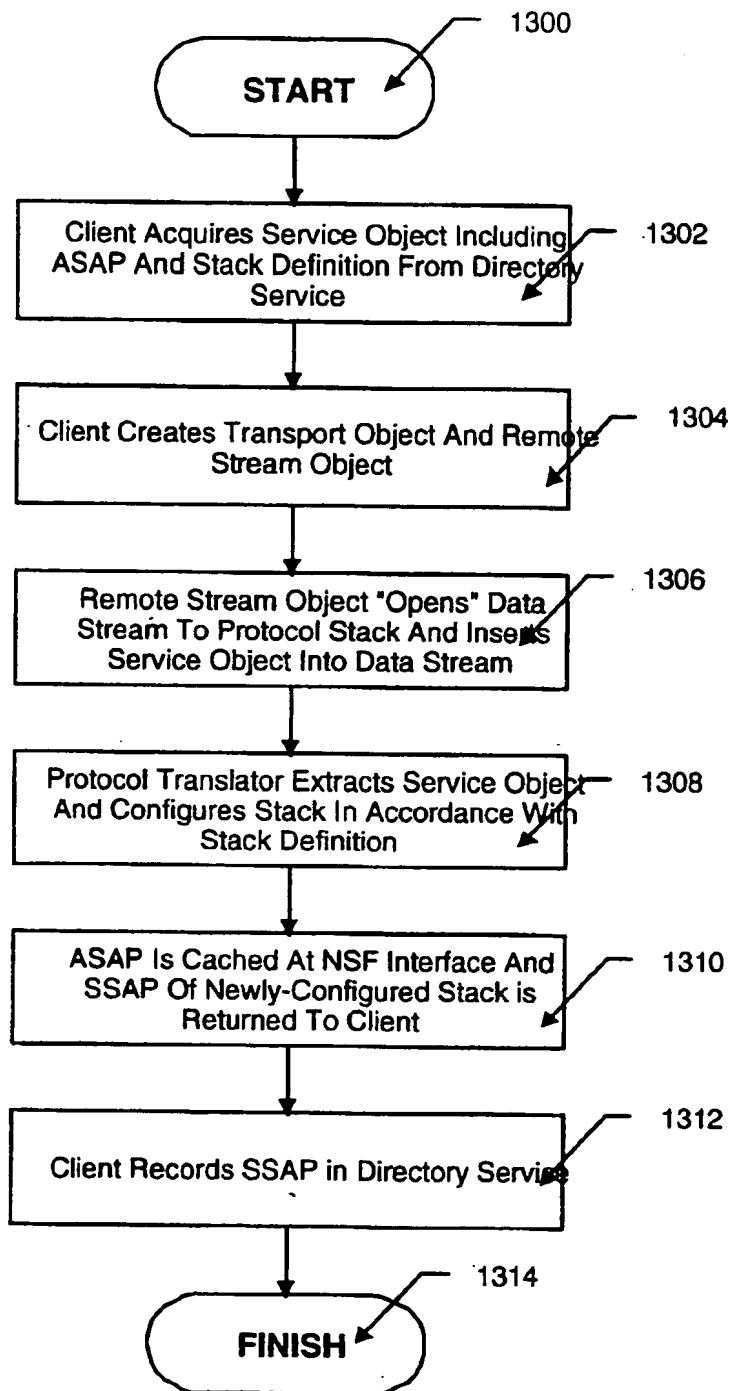 1300
START
Client Acquires Service Object Including
ASAP And Stack Definition From Directory
Service
1302
Client Creates Transport Object And Remote
Stream Object
1304
Remote Stream Object "Opens" Data
Stream To Protocol Stack And Inserts
Service Object Into Data Stream
1306
Protocol Translator Extracts Service Object
And Configures Stack In Accordance With
Stack Definition
1308
ASAP Is Cached At NSF Interface And
SSAP Of Newly-Configured Stack is
Returned To Client
1310
Client Records SSAP in Directory Service
1312
1314
FINISH